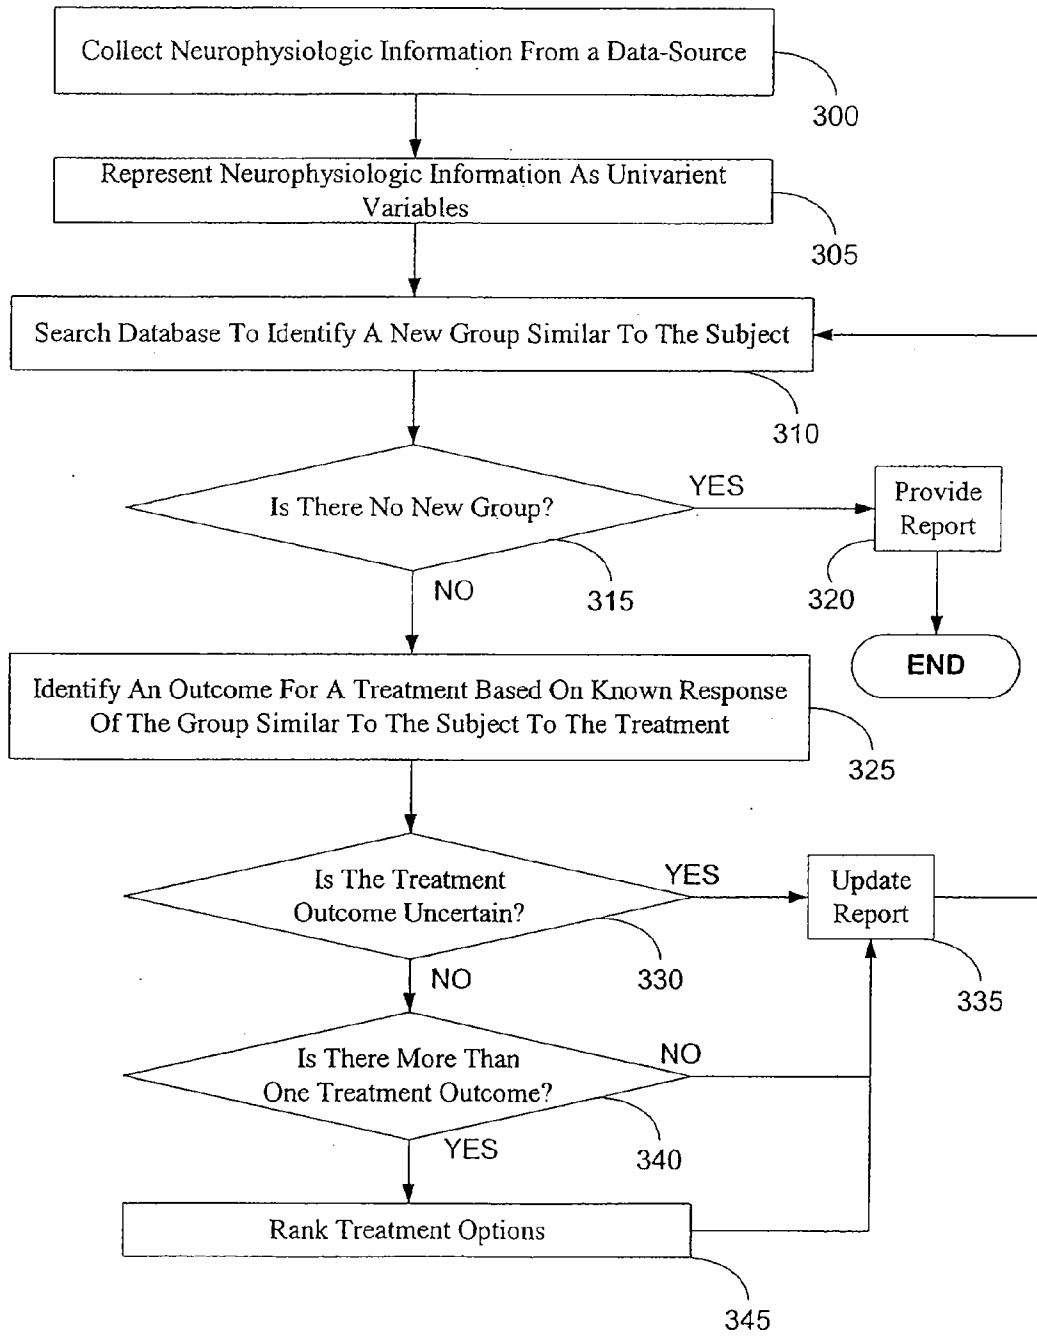 Collect Neurophysiologic Information From a Data-Source
300
Represent Neurophysiologic Information As Univarient
Variables
305
Search Database To Identify A New Group Similar To The Subject
310
Is There No New Group?
YES
Provide
Report
315
320
NO
END
Identify An Outcome For A Treatment Based On Known Response
Of The Group Similar To The Subject To The Treatment
325
Is The Treatment
Outcome Uncertain?
YES
Update
Report
330
335
NO
Is There More Than
One Treatment Outcome?
NO
340
YES
Rank Treatment Options
345